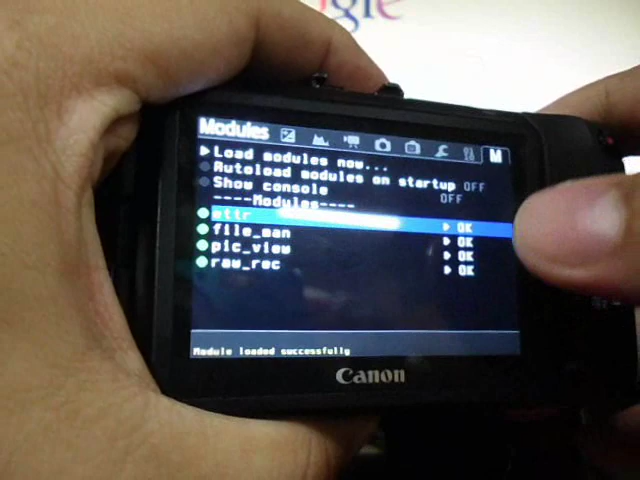 gle
Modules M
Load modules now...
Autoload modules on startup OFF
Show console OFF
----Modules----
ettr OK
file_man OK
pic_view OK
raw_rec OK
Module loaded successfully
Canon